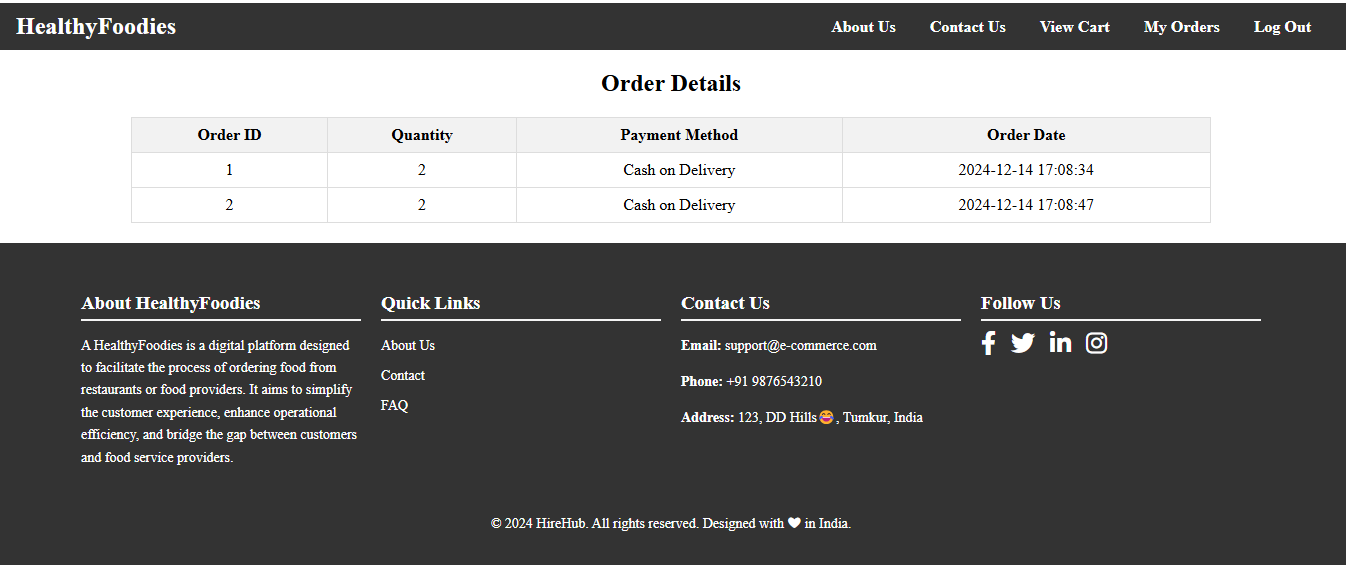 HealthyFoodies
About Us Contact Us View Cart My Orders Log Out
Order Details
Order ID Quantity Payment Method Order Date
1 2 Cash on Delivery 2024-12-14 17:08:34
2 2 Cash on Delivery 2024-12-14 17:08:47
About HealthyFoodies
A HealthyFoodies is a digital platform designed
to facilitate the process of ordering food from
restaurants or food providers. It aims to simplify
the customer experience, enhance operational
efficiency, and bridge the gap between customers
and food service providers.
Quick Links
About Us
Contact
FAQ
Contact Us
Email: support@e-commerce.com
Phone: +91 9876543210
Address: 123, DD Hills😂, Tumkur, India
Follow Us
© 2024 HireHub. All rights reserved. Designed with ❤ in India.